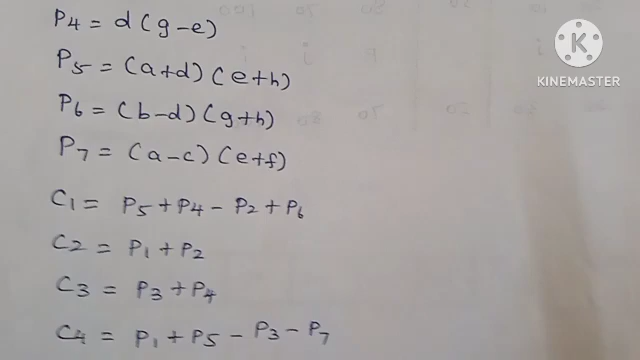 P4 = d(g-e)
P5 = (a+d)(e+h)
P6 = (b-d)(g+h)
P7 = (a-c)(e+f)
C1 = P5+P4-P2+P6
C2 = P1+P2
C3 = P3+P4
C4 = P1+P5-P3-P7
K
KINEMASTER